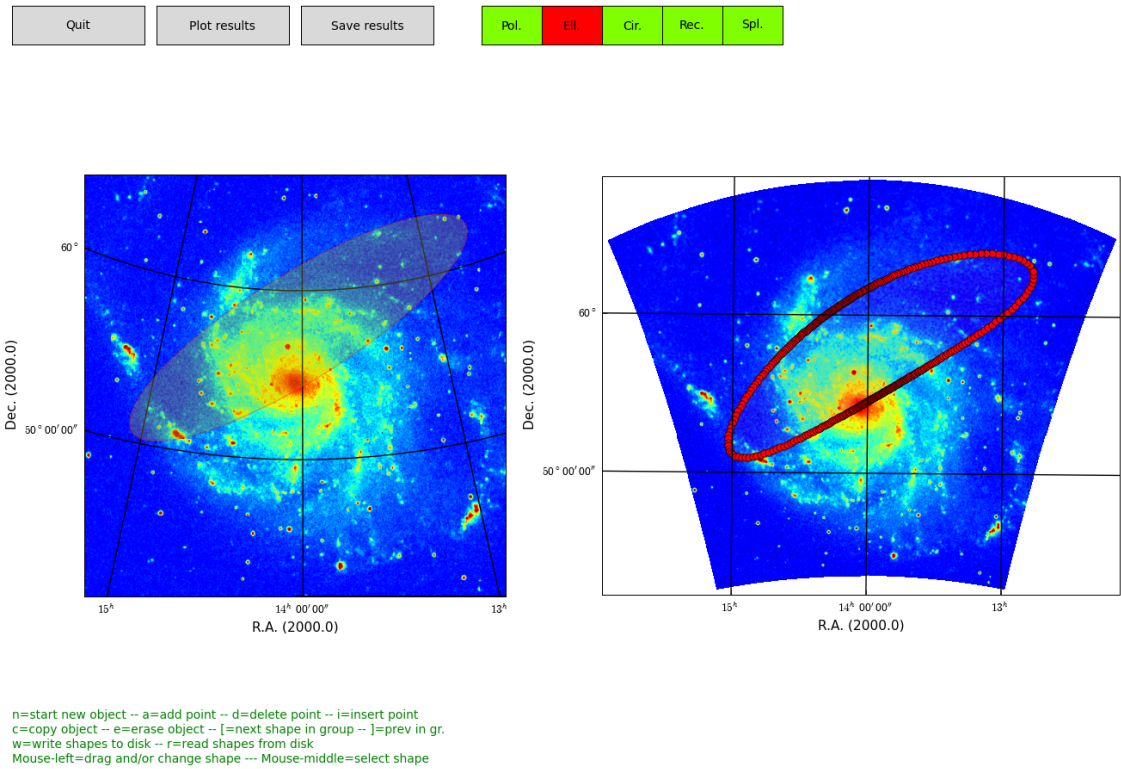 Quit Plot results Save results Pol. Ell. Cir. Rec. Spl.
60°
50°00′00″
Dec. (2000.0)
15ʰ 14ʰ 00′00″ 13ʰ
R.A. (2000.0)
60°
50°00′00″
Dec. (2000.0)
15ʰ 14ʰ 00′00″ 13ʰ
R.A. (2000.0)
n=start new object -- a=add point -- d=delete point -- i=insert point
c=copy object -- e=erase object -- [=next shape in group -- ]=prev in gr.
w=write shapes to disk -- r=read shapes from disk
Mouse-left=drag and/or change shape --- Mouse-middle=select shape